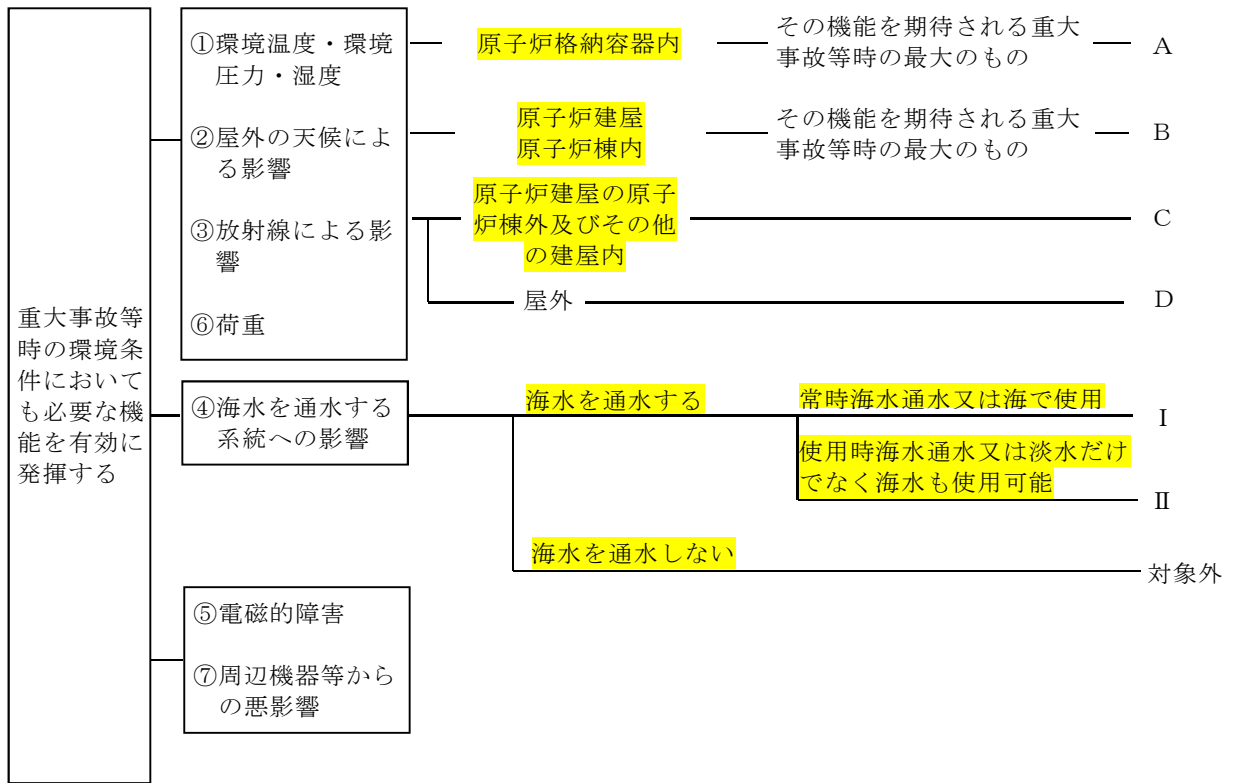 重大事故等
時の環境条
件において
も必要な機
能を有効に
発揮する
①環境温度・環境
圧力・湿度
②屋外の天候によ
る影響
③放射線による影
響
⑥荷重
原子炉格納容器内
その機能を期待される重大
事故等時の最大のもの
A
原子炉建屋
原子炉棟内
その機能を期待される重大
事故等時の最大のもの
B
原子炉建屋の原子
炉棟外及びその他
の建屋内
C
屋外
D
④海水を通水する
系統への影響
海水を通水する
常時海水通水又は海で使用
Ⅰ
使用時海水通水又は淡水だけ
でなく海水も使用可能
Ⅱ
海水を通水しない
対象外
⑤電磁的障害
⑦周辺機器等から
の悪影響